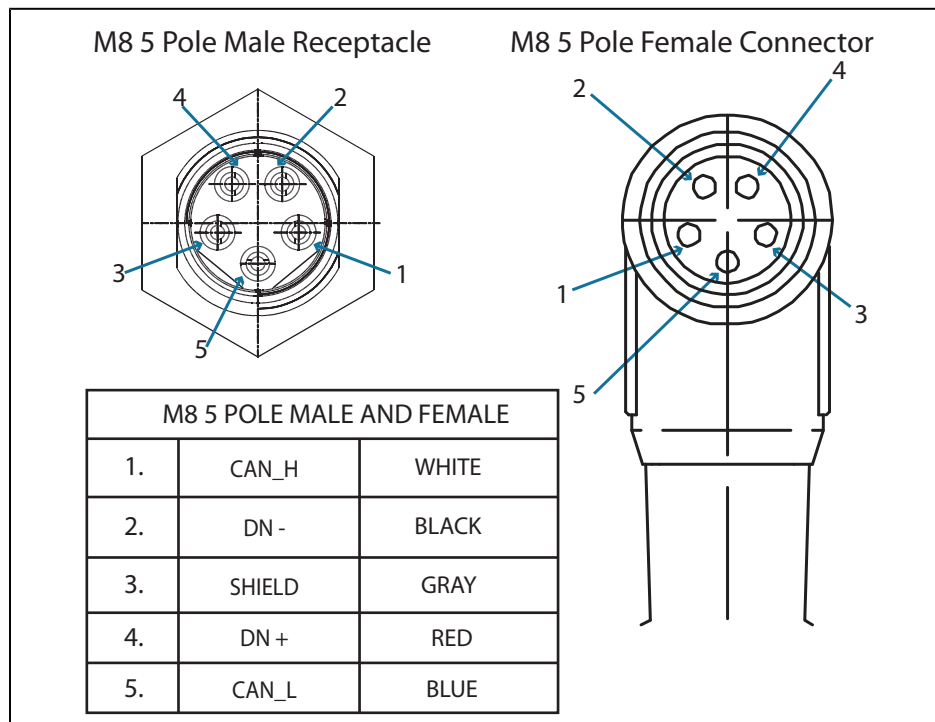 M8 5 Pole Male Receptacle
4
2
3
1
5
M8 5 Pole Female Connector
2
4
1
3
5
M8 5 POLE MALE AND FEMALE
1. CAN_H WHITE
2. DN - BLACK
3. SHIELD GRAY
4. DN + RED
5. CAN_L BLUE